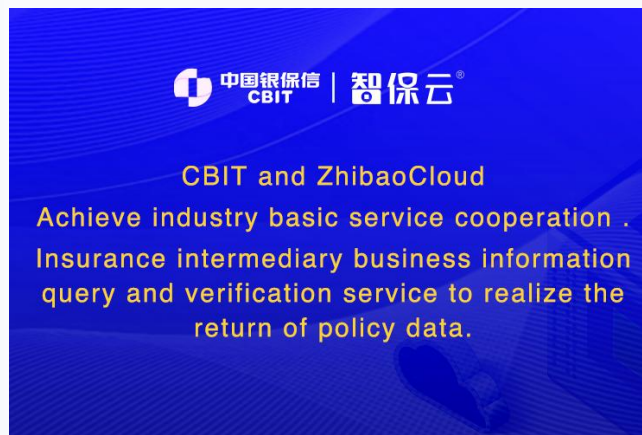 中国银保信 | 智保云®
CBIT
CBIT and ZhibaoCloud
Achieve industry basic service cooperation .
Insurance intermediary business information
query and verification service to realize the
return of policy data.